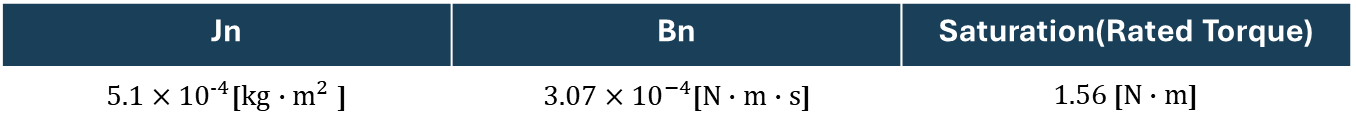 Jn Bn Saturation(Rated Torque)
5.1 × 10⁻⁴[kg · m² ] 3.07 × 10⁻⁴[N · m · s] 1.56 [N · m]